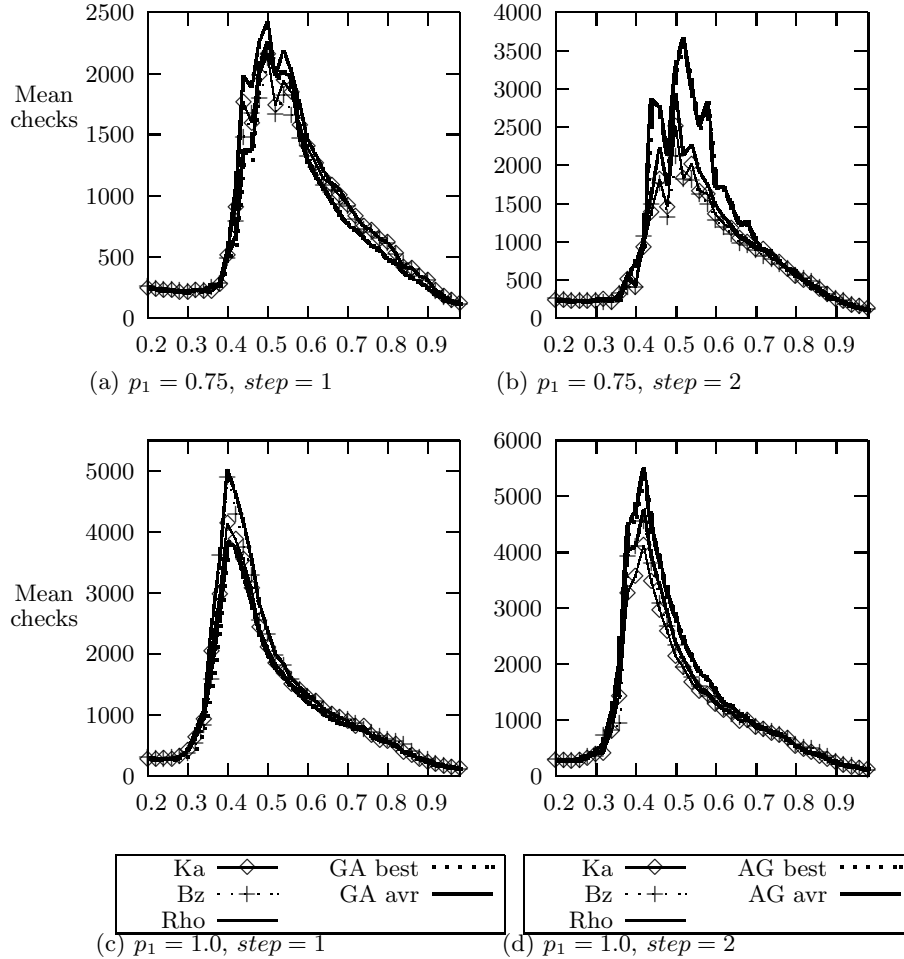 2500
2000
Mean
checks
1500
1000
500
0
0.2 0.3 0.4 0.5 0.6 0.7 0.8 0.9
(a) p₁ = 0.75, step = 1
4000
3500
3000
2500
2000
1500
1000
500
0
0.2 0.3 0.4 0.5 0.6 0.7 0.8 0.9
(b) p₁ = 0.75, step = 2
5000
4000
3000
Mean
checks
2000
1000
0
0.2 0.3 0.4 0.5 0.6 0.7 0.8 0.9
6000
5000
4000
3000
2000
1000
0
0.2 0.3 0.4 0.5 0.6 0.7 0.8 0.9
Ka GA best
Bz GA avr
Rho
(c) p₁ = 1.0, step = 1
Ka AG best
Bz AG avr
Rho
(d) p₁ = 1.0, step = 2